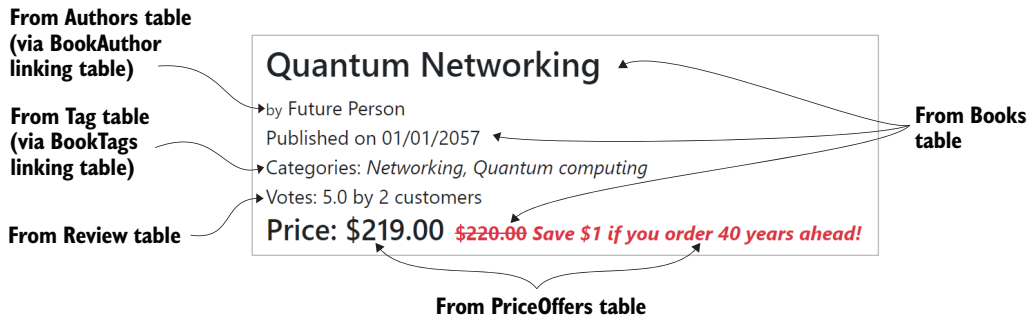 From Authors table
(via BookAuthor
linking table)
From Tag table
(via BookTags
linking table)
From Review table
Quantum Networking
by Future Person
Published on 01/01/2057
Categories: Networking, Quantum computing
Votes: 5.0 by 2 customers
Price: $219.00 $220.00 Save $1 if you order 40 years ahead!
From Books
table
From PriceOffers table